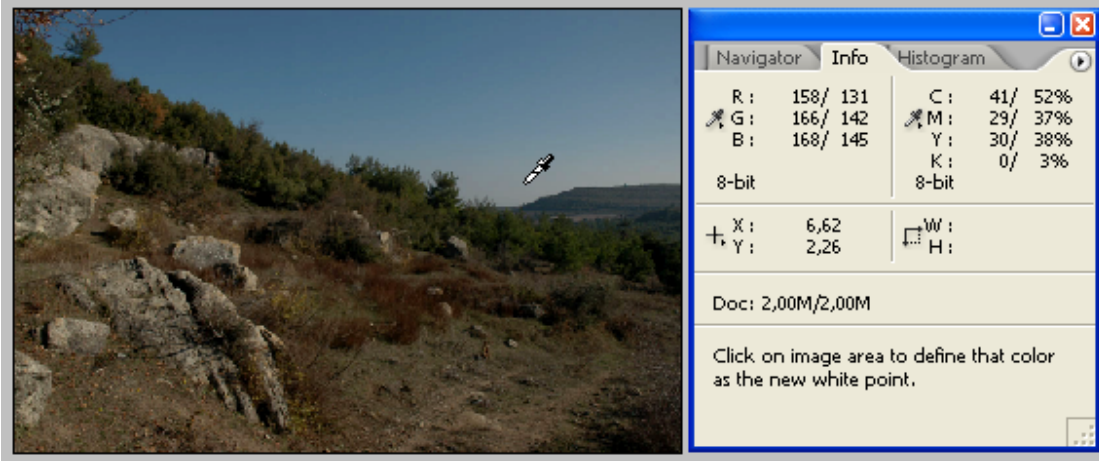 Navigator Info Histogram
R : 158/ 131 C : 41/ 52%
G : 166/ 142 M : 29/ 37%
B : 168/ 145 Y : 30/ 38%
K : 0/ 3%
8-bit 8-bit
X : 6,62 W :
Y : 2,26 H :
Doc: 2,00M/2,00M
Click on image area to define that color
as the new white point.